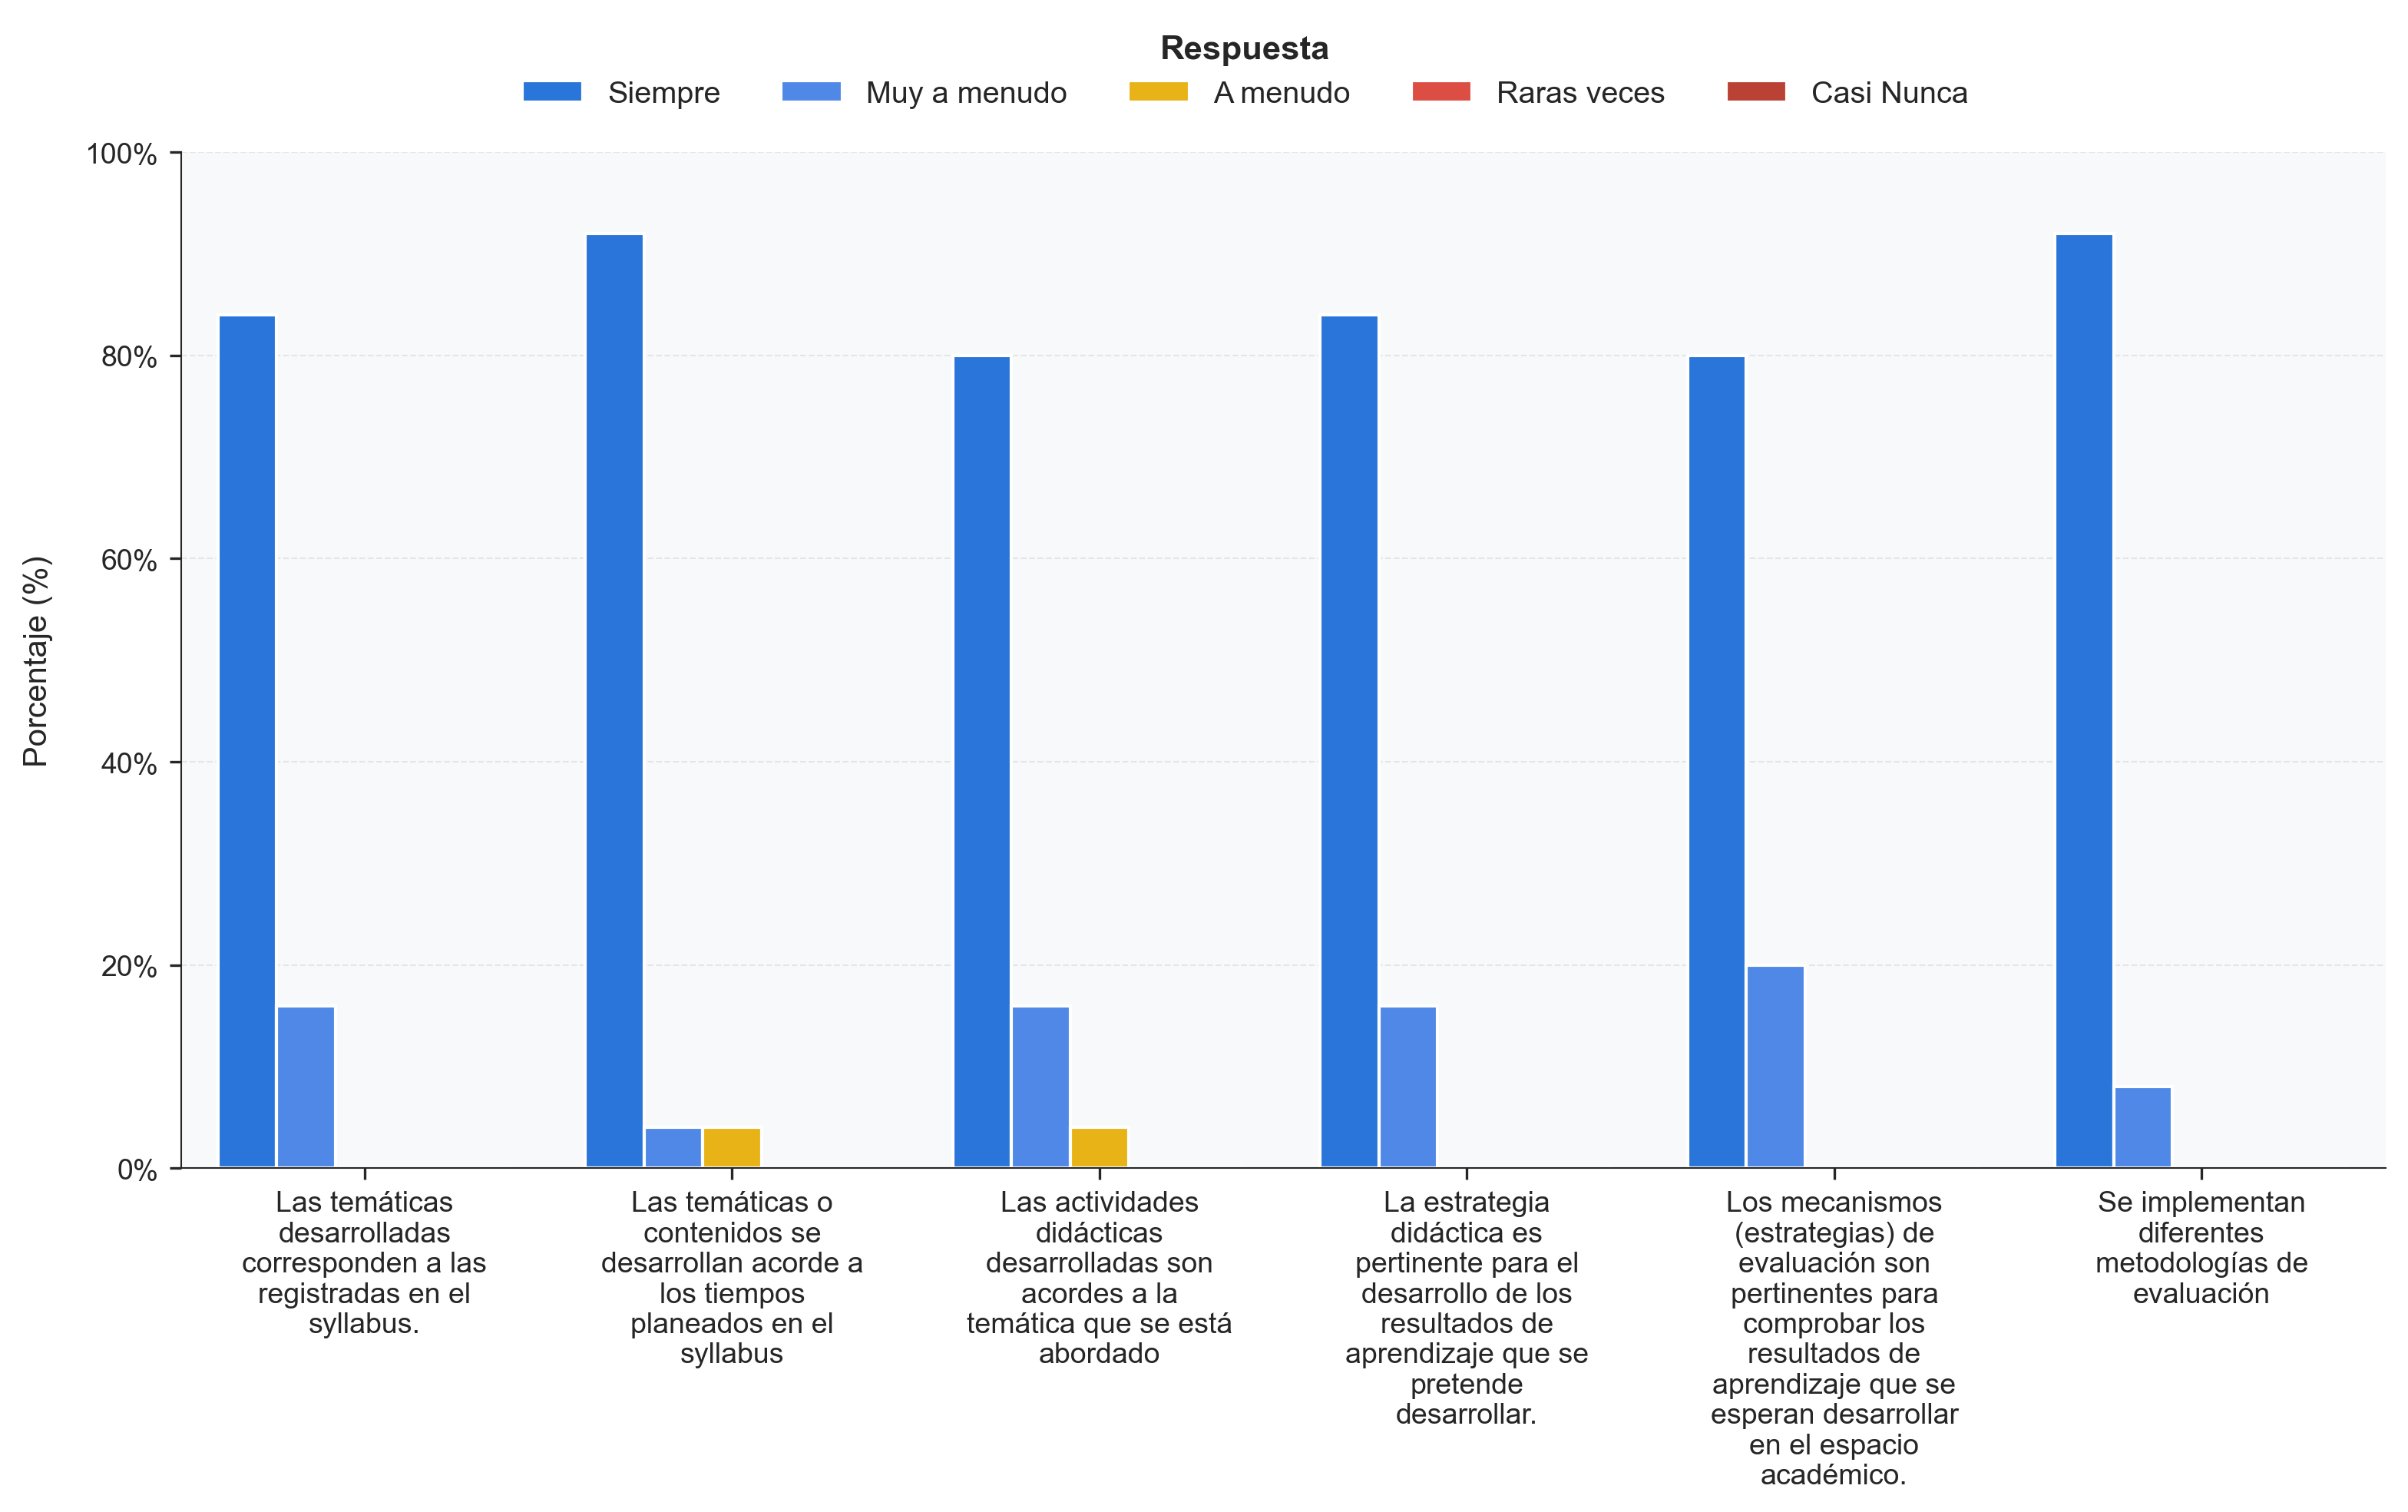 Respuesta
Siempre
Muy a menudo
A menudo
Raras veces
Casi Nunca
Porcentaje (%)
100%
80%
60%
40%
20%
0%
Las temáticas
desarrolladas
corresponden a las
registradas en el
syllabus.
Las temáticas o
contenidos se
desarrollan acorde a
los tiempos
planeados en el
syllabus
Las actividades
didácticas
desarrolladas son
acordes a la
temática que se está
abordado
La estrategia
didáctica es
pertinente para el
desarrollo de los
resultados de
aprendizaje que se
pretende
desarrollar.
Los mecanismos
(estrategias) de
evaluación son
pertinentes para
comprobar los
resultados de
aprendizaje que se
esperan desarrollar
en el espacio
académico.
Se implementan
diferentes
metodologías de
evaluación